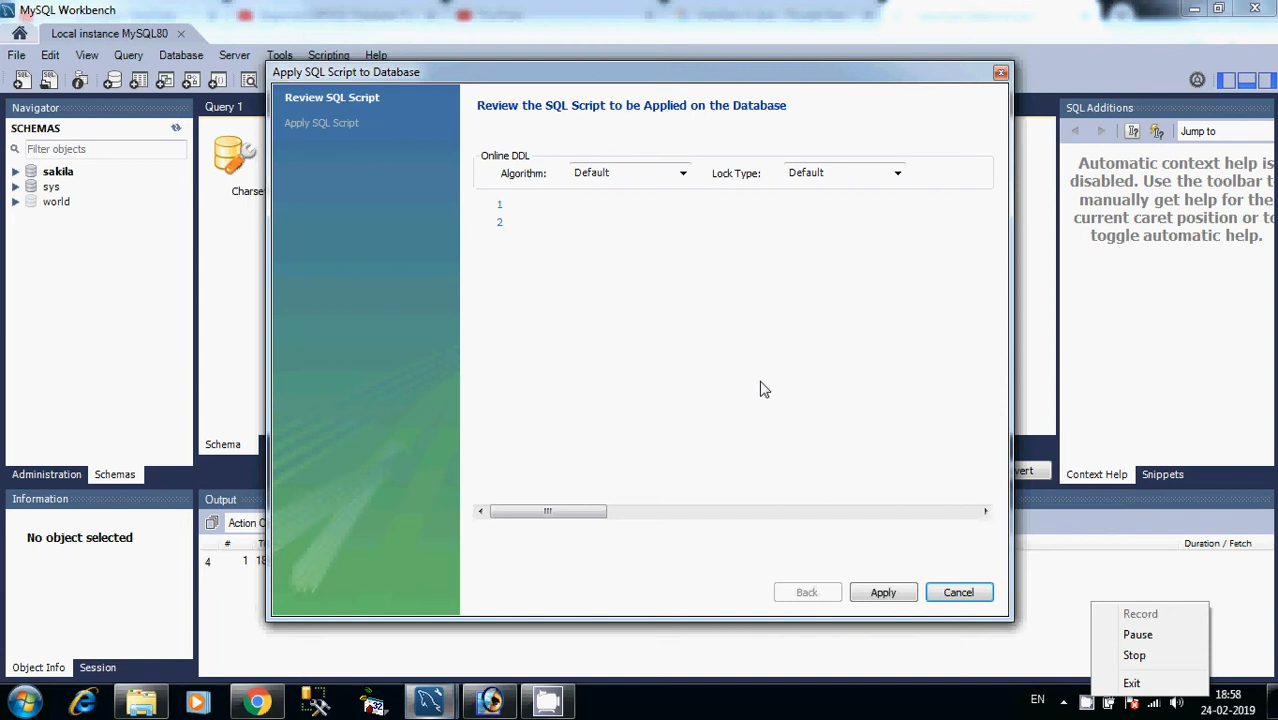 MySQL Workbench
Local instance MySQL80
File Edit View Query Database Server Tools Scripting Help
Apply SQL Script to Database
Navigator
SCHEMAS
Filter objects
sakila
sys
world
Administration Schemas
Information
No object selected
Object Info Session
Query 1
Schema
Review SQL Script
Apply SQL Script
Review the SQL Script to be Applied on the Database
Online DDL
Algorithm: Default Lock Type: Default
1
2
Back Apply Cancel
SQL Additions
Jump to
Automatic context help is
disabled. Use the toolbar t
manually get help for the
current caret position or to
toggle automatic help.
Context Help Snippets
Output
Action O
# T
4 1 18
Duration / Fetch
Record
Pause
Stop
Exit
EN
18:58
24-02-2019